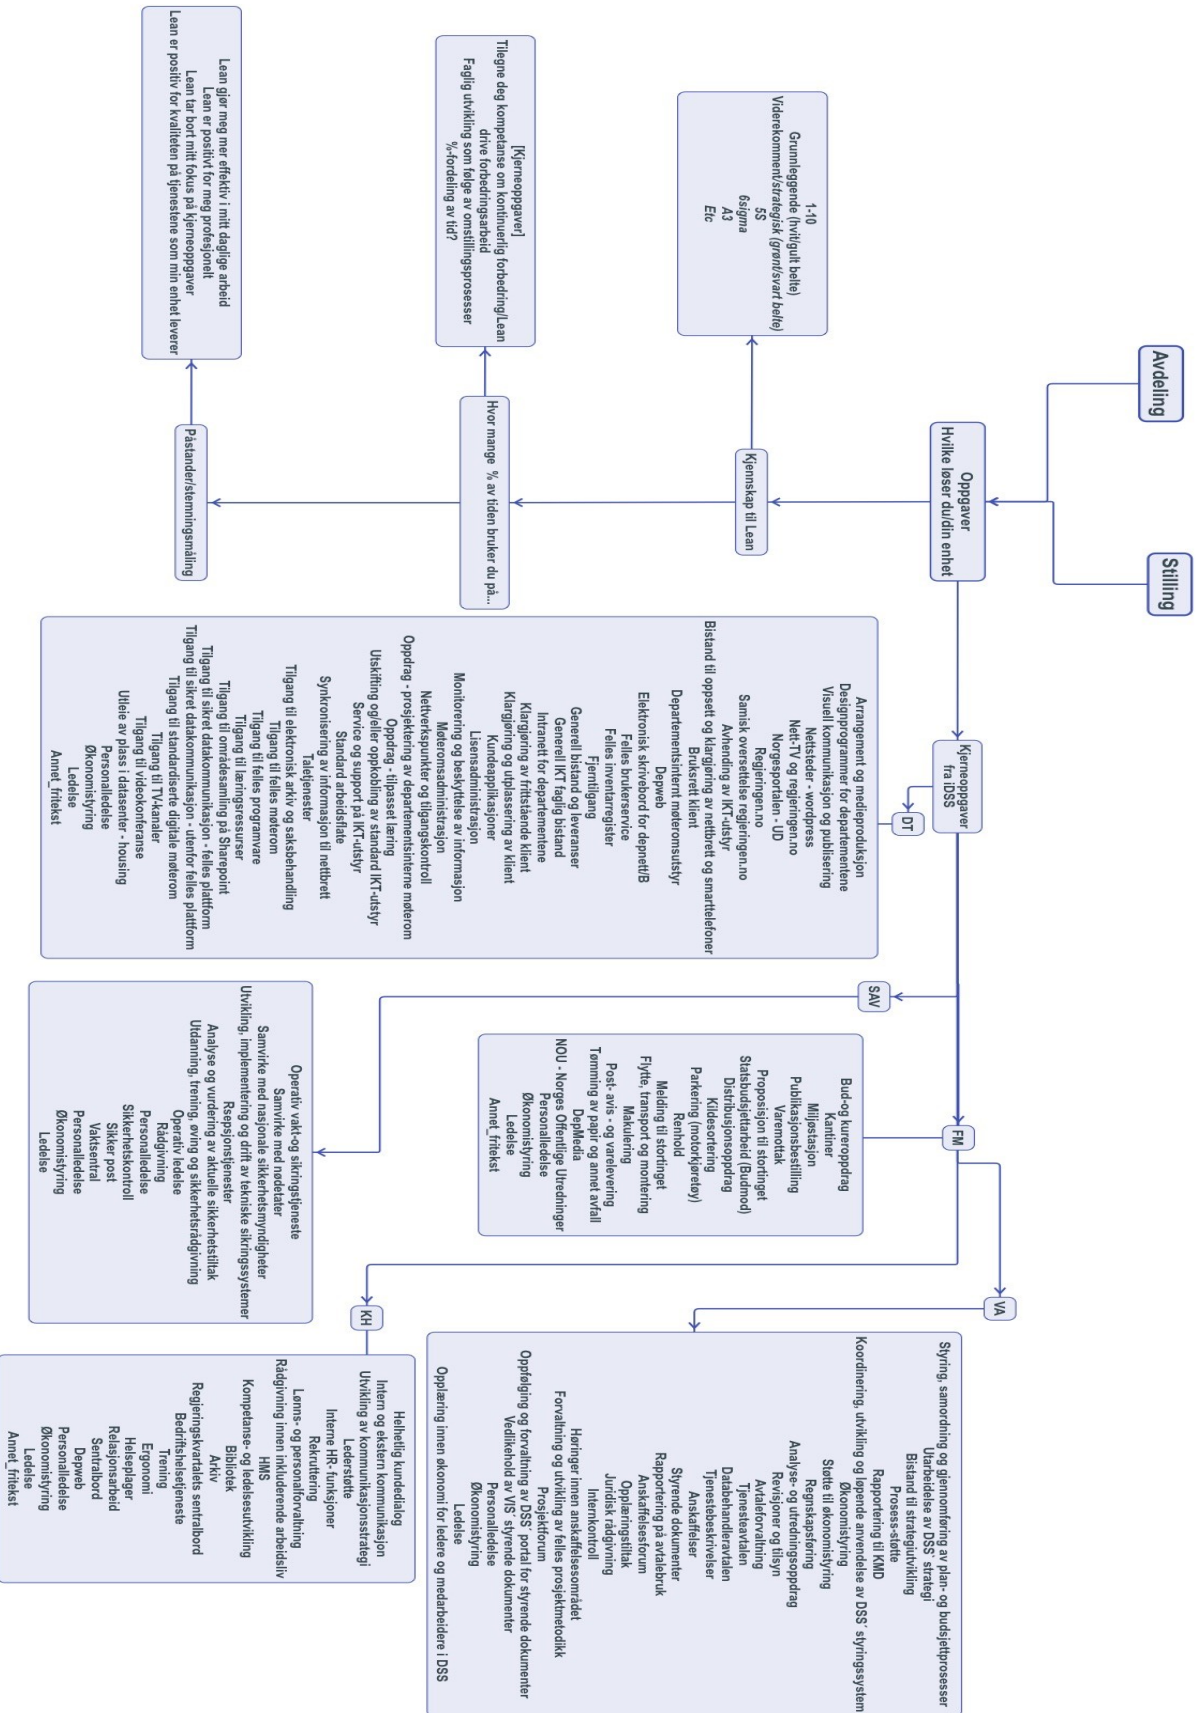 Avdeling
Stilling
Oppgaver
Hvilke løser du/din enhet
Kjennskap til Lean
1-10
Grunnleggende (hvit/gult belte)
Viderekomment/strategisk (grønt/svart belte)
5S
6sigma
A3
Etc
Hvor mange % av tiden bruker du på...
[Kjerneoppgaver]
Tilegne deg kompetanse om kontinuerlig forbedring/Lean
drive forbedringsarbeid
Faglig utvikling som følge av omstillingsprosesser
%-fordeling av tid?
Påstander/stemningsmåling
Lean gjør meg mer effektiv i mitt daglige arbeid
Lean er positivt for meg profesjonelt
Lean tar bort mitt fokus på kjerneoppgaver
Lean er positiv for kvaliteten på tjenestene som min enhet leverer
Kjerneoppgaver
fra iDSS
DT
Arrangement og medieproduksjon
Designprogrammer for departementene
Visuell kommunikasjon og publisering
Nettsteder - wordpress
Nett-TV og regjeringen.no
Norgesportalen - UD
Regjeringen.no
Samisk oversettelse regjeringen.no
Avhending av IKT-utstyr
Bistand til oppsett og klargjøring av nettbrett og smarttelefoner
Bruksrett klient
Departementsinternt møteromsutstyr
Depweb
Elektronisk skrivebord for depnett/B
Felles brukerservice
Felles inventarregister
Fjerntilgang
Generell bistand og leveranser
Generell IKT faglig bistand
Intranett for departementene
Klargjøring av frittstående klient
Klargjøring og utplassering av klient
Kundeapplikasjoner
Lisensadministrasjon
Monitorering og beskyttelse av informasjon
Møteromsadministrasjon
Nettverkspunkter og tilgangskontroll
Oppdrag - prosjektering av departementsinterne møterom
Oppdrag - tilpasset læring
Utskifting og/eller oppkobling av standard IKT-utstyr
Service og support på IKT-utstyr
Standard arbeidsflate
Synkronisering av informasjon til nettbrett
Taletjenester
Tilgang til elektronisk arkiv og saksbehandling
Tilgang til felles møterom
Tilgang til felles programvare
Tilgang til læringsressurser
Tilgang til områdesamling på Sharepoint
Tilgang til sikret datakommunikasjon - felles plattform
Tilgang til sikret datakommunikasjon - utenfor felles plattform
Tilgang til standardiserte digitale møterom
Tilgang til TV-kanaler
Tilgang til videokonferanse
Utleie av plass i datasenter - housing
Personalledelse
Økonomistyring
Ledelse
Annet_fritekst
SAV
Operativ vakt-og sikringstjeneste
Samvirke med nødetater
Samvirke med nasjonale sikkerhetsmyndigheter
Utvikling, implementering og drift av tekniske sikringssystemer
Rsepsjonstjenester
Analyse og vurdering av aktuelle sikkerhetstiltak
Utdanning, trening, øving og sikkerhetsrådgivning
Operativ ledelse
Rådgivning
Personalledelse
Sikkerhetskontroll
Sikker post
Vaktsentral
Personalledelse
Økonomistyring
Ledelse
FM
Bud-og kureroppdrag
Kantiner
Miljøstasjon
Publikasjonsbestilling
Varemottak
Proposisjon til stortinget
Statsbudsjettarbeid (Budmod)
Distribusjonsoppdrag
Kildesortering
Parkering (motorkjøretøy)
Renhold
Melding til stortinget
Flytte, transport og montering
Makulering
Post- avis - og varelevering
Tømming av papir og annet avfall
DepMedia
NOU - Norges Offentlige Utredninger
Personalledelse
Økonomistyring
Ledelse
Annet_fritekst
VA
Styring, samordning og gjennomføring av plan- og budsjettprosesser
Utarbeidelse av DSS´ strategi
Bistand til strategiutvikling
Prosess-støtte
Rapportering til KMD
Koordinering, utvikling og løpende anvendelse av DSS´ styringssystem
Økonomistyring
Støtte til økonomistyring
Regnskapsføring
Analyse- og utredningsoppdrag
Revisjoner og tilsyn
Avtaleforvaltning
Tjenesteavtalen
Databehandleravtalen
Tjenestebeskrivelser
Anskaffelser
Styrende dokumenter
Rapportering på avtalebruk
Anskaffelsesforum
Opplæringstiltak
Juridisk rådgivning
Internkontroll
Høringer innen anskaffelsesområdet
Forvaltning og utvikling av felles prosjektmetodikk
Prosjektforum
Oppfølging og forvaltning av DSS´ portal for styrende dokumenter
Vedlikehold av VIS´ styrende dokumenter
Personalledelse
Økonomistyring
Ledelse
Opplæring innen økonomi for ledere og medarbeidere i DSS
KH
Helhetlig kundedialog
Intern og ekstern kommunikasjon
Utvikling av kommunikasjonsstrategi
Lederstøtte
Interne HR- funksjoner
Rekruttering
Lønns- og personalforvaltning
Rådgivning innen inkluderende arbeidsliv
HMS
Kompetanse- og ledelsesutvikling
Bibliotek
Arkiv
Regjeringskvartalets sentralbord
Bedriftshelsetjeneste
Trening
Ergonomi
Helseplager
Relasjonsarbeid
Sentralbord
Depweb
Personalledelse
Økonomistyring
Ledelse
Annet_fritekst